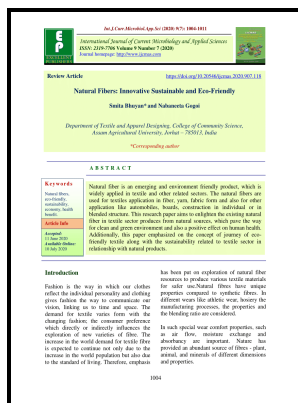 Int.J.Curr.Microbiol.App.Sci (2020) 9(7): 1004-1011
International Journal of Current Microbiology and Applied Sciences
ISSN: 2319-7706 Volume 9 Number 7 (2020)
Journal homepage: http://www.ijcmas.com
Review Article
https://doi.org/10.20546/ijcmas.2020.907.118
Natural Fibers: Innovative Sustainable and Eco-Friendly
Smita Bhuyan* and Nabaneeta Gogoi
Department of Textile and Apparel Designing, College of Community Science,
Assam Agricultural University, Jorhat – 785013, India
*Corresponding author
ABSTRACT
Keywords
Natural fibers,
eco-friendly,
sustainability,
economy, health
benefit.
Article Info
Accepted:
11 June 2020
Available Online:
10 July 2020
Natural fiber is an emerging and environment friendly product, which is
widely applied in textile and other related sectors. The natural fibers are
used for textiles application in fiber, yarn, fabric form and also for other
application like automobiles, boards, construction in individual or in
blended structure. This research paper aims to enlighten the existing natural
fiber in textile sector produces from natural sources, which pave the way
for clean and green environment and also a positive effect on human health.
Additionally, this paper emphasized on the concept of journey of eco-
friendly textile along with the sustainability related to textile sector in
relationship with natural products.
Introduction
Fashion is the way in which our clothes
reflect the individual personality and clothing
gives fashion the way to communicate our
vision, linking us to time and space. The
demand for textile varies form with the
changing fashion; the consumer preference
which directly or indirectly influences the
exploration of new varieties of fibre. The
increase in the world demand for textile fibre
is expected to continue not only due to the
increase in the world population but also due
to the standard of living. Therefore, emphasis
has been put on exploration of natural fiber
resources to produce various textile materials
for safer use.Natural fibres have unique
properties compared to synthetic fibres. In
different wears like athletic wear, hosiery the
manufacturing processes, the properties and
the blending ratio are considered.
In such special wear comfort properties, such
as air flow, moisture exchange and
absorbancy are important. Nature has
provided an abundant source of fibres - plant,
animal, and minerals of different dimensions
and properties.
1004